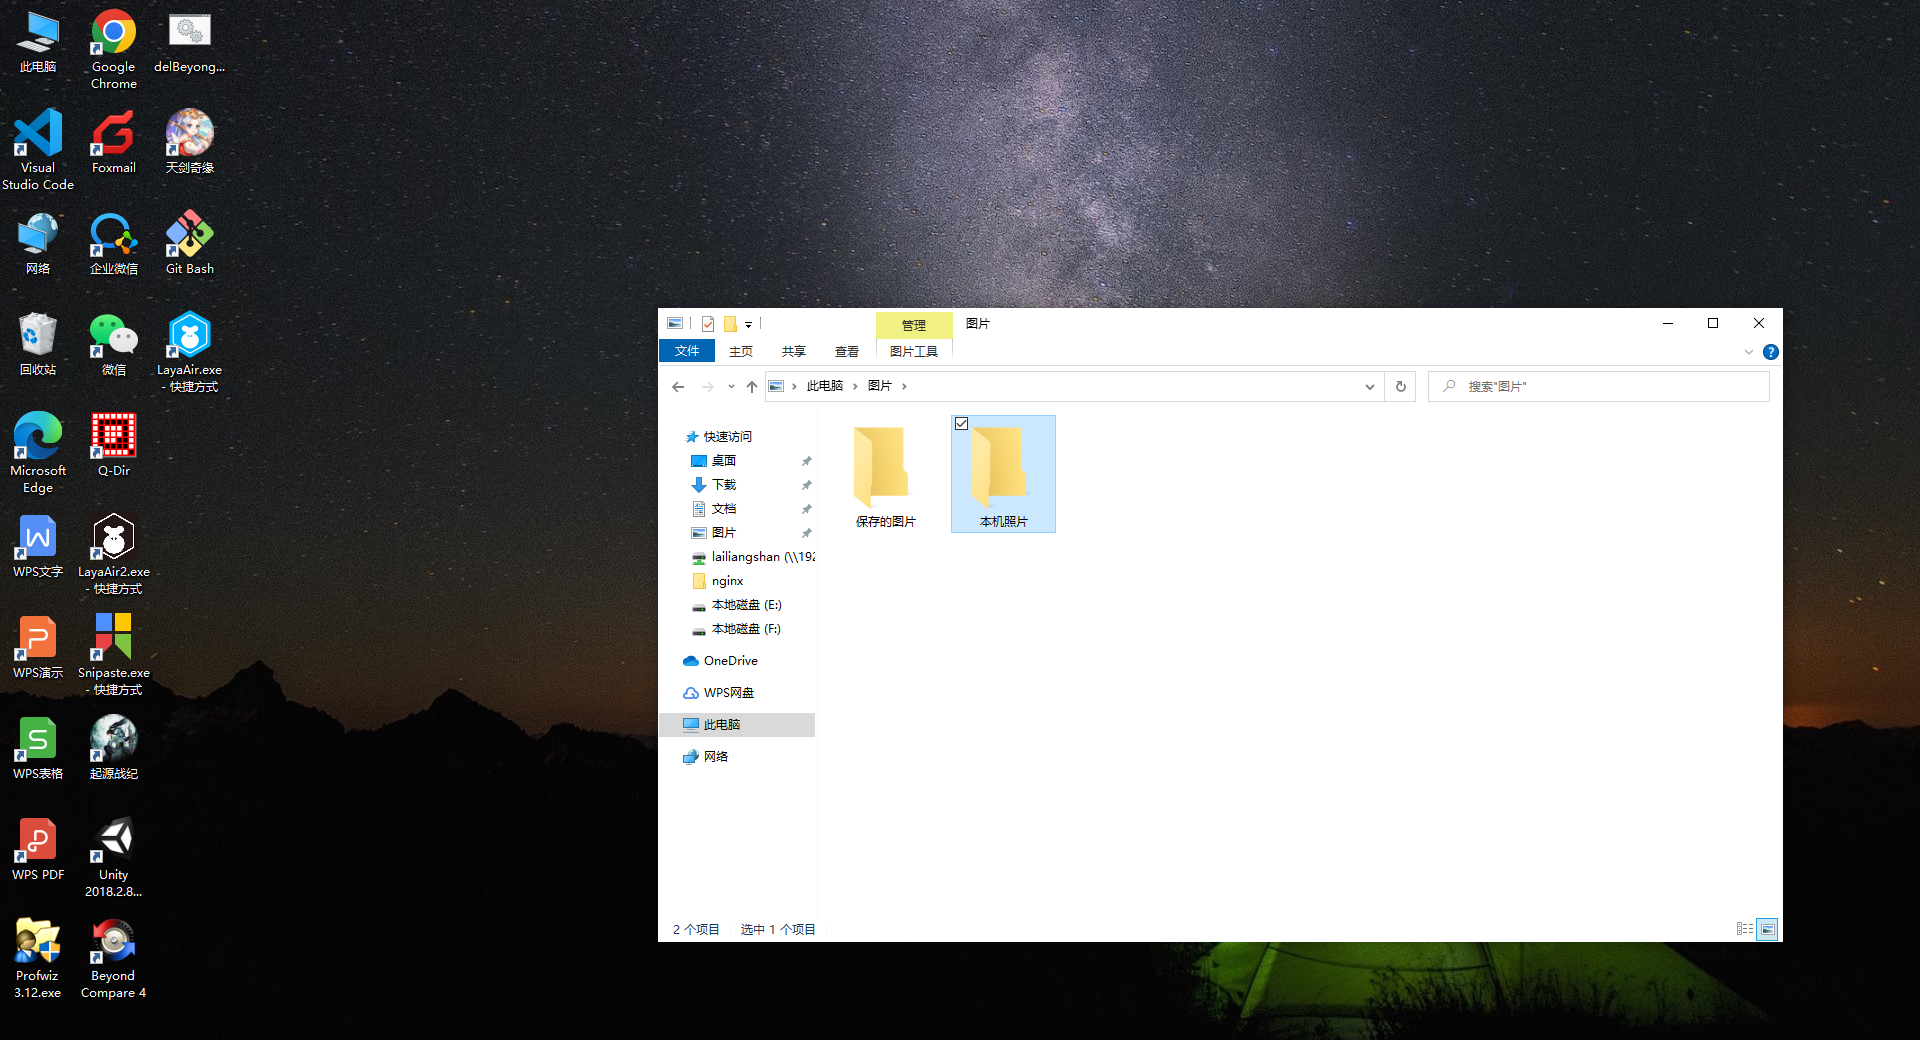 此电脑
Google
Chrome
delBeyong...
Visual
Studio Code
Foxmail
天剑奇缘
网络
企业微信
Git Bash
回收站
微信
LayaAir.exe
- 快捷方式
Microsoft
Edge
Q-Dir
WPS文字
LayaAir2.exe
- 快捷方式
WPS演示
Snipaste.exe
- 快捷方式
WPS表格
起源战纪
WPS PDF
Unity
2018.2.8...
Profwiz
3.12.exe
Beyond
Compare 4
管理
图片
文件
主页
共享
查看
图片工具
此电脑
图片
搜索"图片"
快速访问
桌面
下载
文档
图片
lailiangshan (\\192
nginx
本地磁盘 (E:)
本地磁盘 (F:)
OneDrive
WPS网盘
此电脑
网络
保存的图片
本机照片
2 个项目
选中 1 个项目